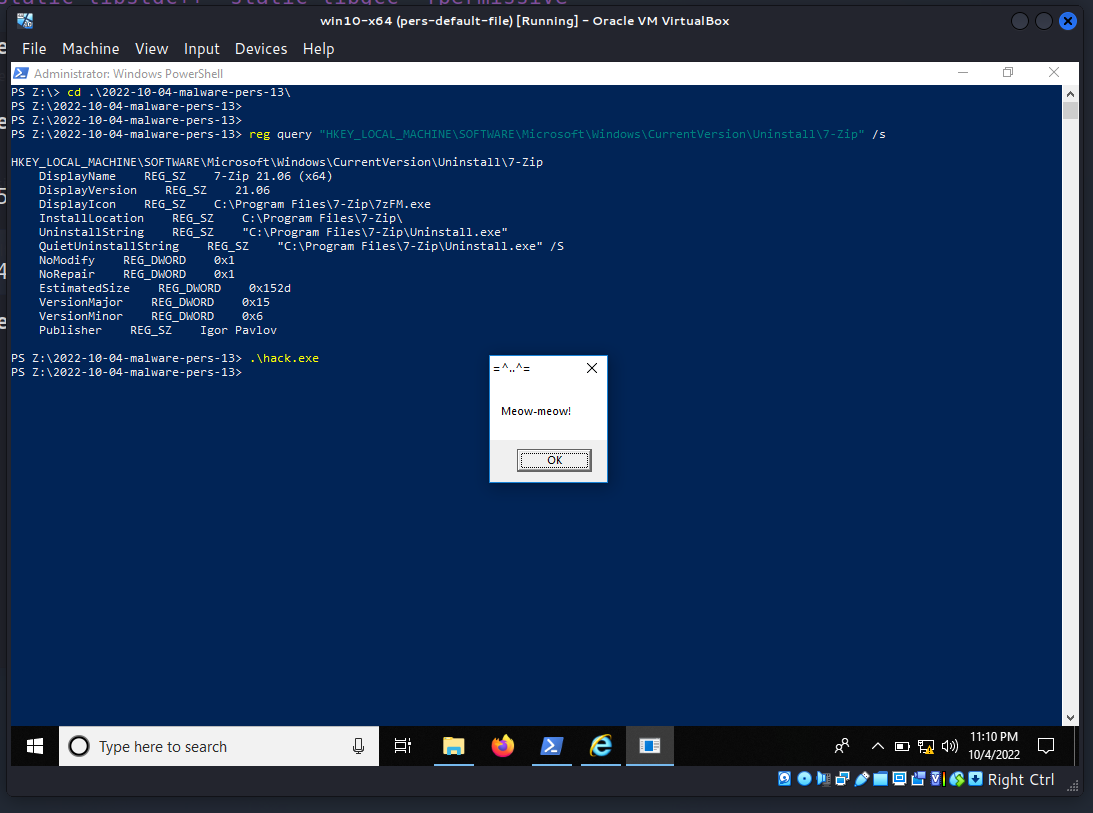 static libstdc++ -static-libgcc -fpermissive
win10-x64 (pers-default-file) [Running] - Oracle VM VirtualBox
File Machine View Input Devices Help
Administrator: Windows PowerShell
PS Z:\> cd .\2022-10-04-malware-pers-13\
PS Z:\2022-10-04-malware-pers-13>
PS Z:\2022-10-04-malware-pers-13>
PS Z:\2022-10-04-malware-pers-13> reg query "HKEY_LOCAL_MACHINE\SOFTWARE\Microsoft\Windows\CurrentVersion\Uninstall\7-Zip" /s
HKEY_LOCAL_MACHINE\SOFTWARE\Microsoft\Windows\CurrentVersion\Uninstall\7-Zip
DisplayName REG_SZ 7-Zip 21.06 (x64)
DisplayVersion REG_SZ 21.06
DisplayIcon REG_SZ C:\Program Files\7-Zip\7zFM.exe
InstallLocation REG_SZ C:\Program Files\7-Zip\
UninstallString REG_SZ "C:\Program Files\7-Zip\Uninstall.exe"
QuietUninstallString REG_SZ "C:\Program Files\7-Zip\Uninstall.exe" /S
NoModify REG_DWORD 0x1
NoRepair REG_DWORD 0x1
EstimatedSize REG_DWORD 0x152d
VersionMajor REG_DWORD 0x15
VersionMinor REG_DWORD 0x6
Publisher REG_SZ Igor Pavlov
PS Z:\2022-10-04-malware-pers-13> .\hack.exe
PS Z:\2022-10-04-malware-pers-13>
=^..^=
Meow-meow!
OK
Type here to search
11:10 PM
10/4/2022
Right Ctrl